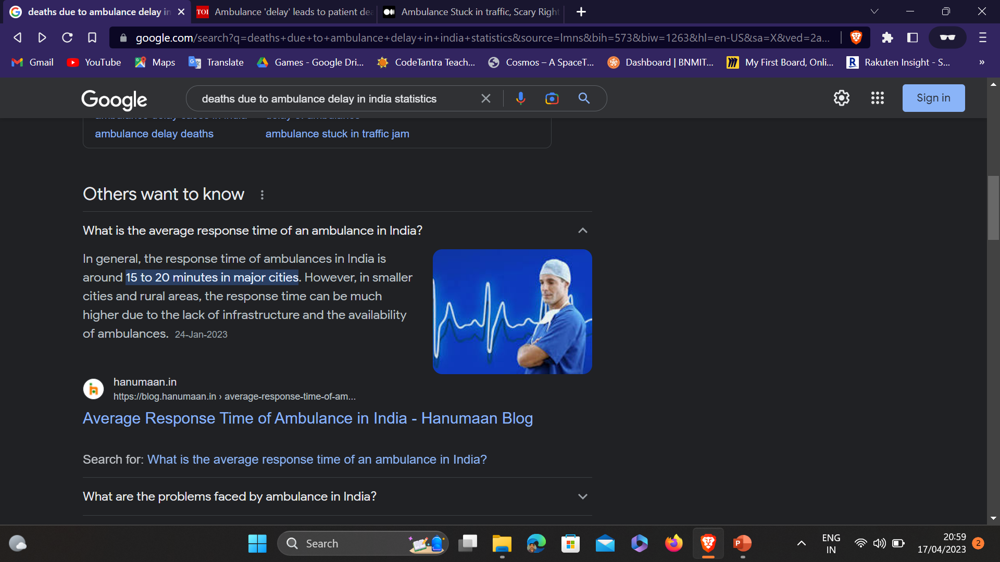 deaths due to ambulance delay in
TOI Ambulance 'delay' leads to patient dea
Ambulance Stuck in traffic, Scary Right
google.com/search?q=deaths+due+to+ambulance+delay+in+india+statistics&source=lmns&bih=573&biw=1263&hl=en-US&sa=X&ved=2a...
Gmail YouTube Maps Translate Games - Google Dri... CodeTantra Teach... Cosmos – A SpaceT... Dashboard | BNMIT... My First Board, Onli... R Rakuten Insight - S... »
Google deaths due to ambulance delay in india statistics Sign in
ambulance delay cases in india delay of ambulance
ambulance delay deaths ambulance stuck in traffic jam
Others want to know
What is the average response time of an ambulance in India?
In general, the response time of ambulances in India is
around 15 to 20 minutes in major cities. However, in smaller
cities and rural areas, the response time can be much
higher due to the lack of infrastructure and the availability
of ambulances. 24-Jan-2023
hanumaan.in
https://blog.hanumaan.in › average-response-time-of-am...
Average Response Time of Ambulance in India - Hanumaan Blog
Search for: What is the average response time of an ambulance in India?
What are the problems faced by ambulance in India?
Search
P
ENG
IN
20:59
17/04/2023
2